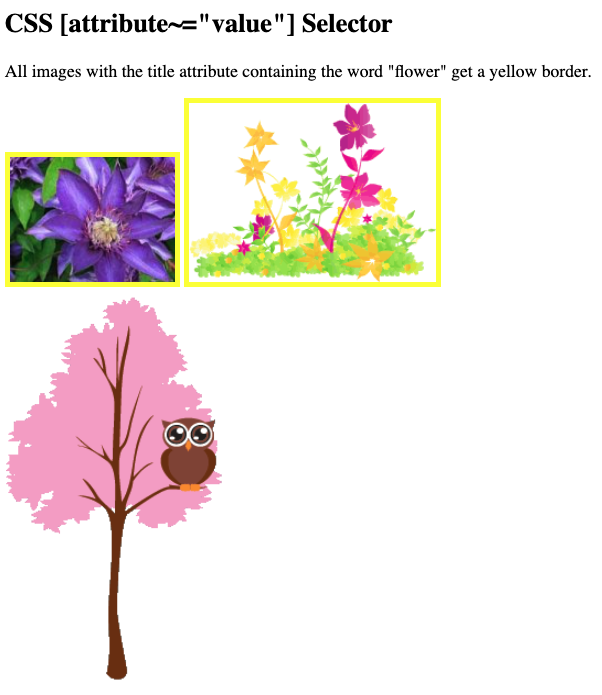 CSS [attribute~="value"] Selector
All images with the title attribute containing the word "flower" get a yellow border.